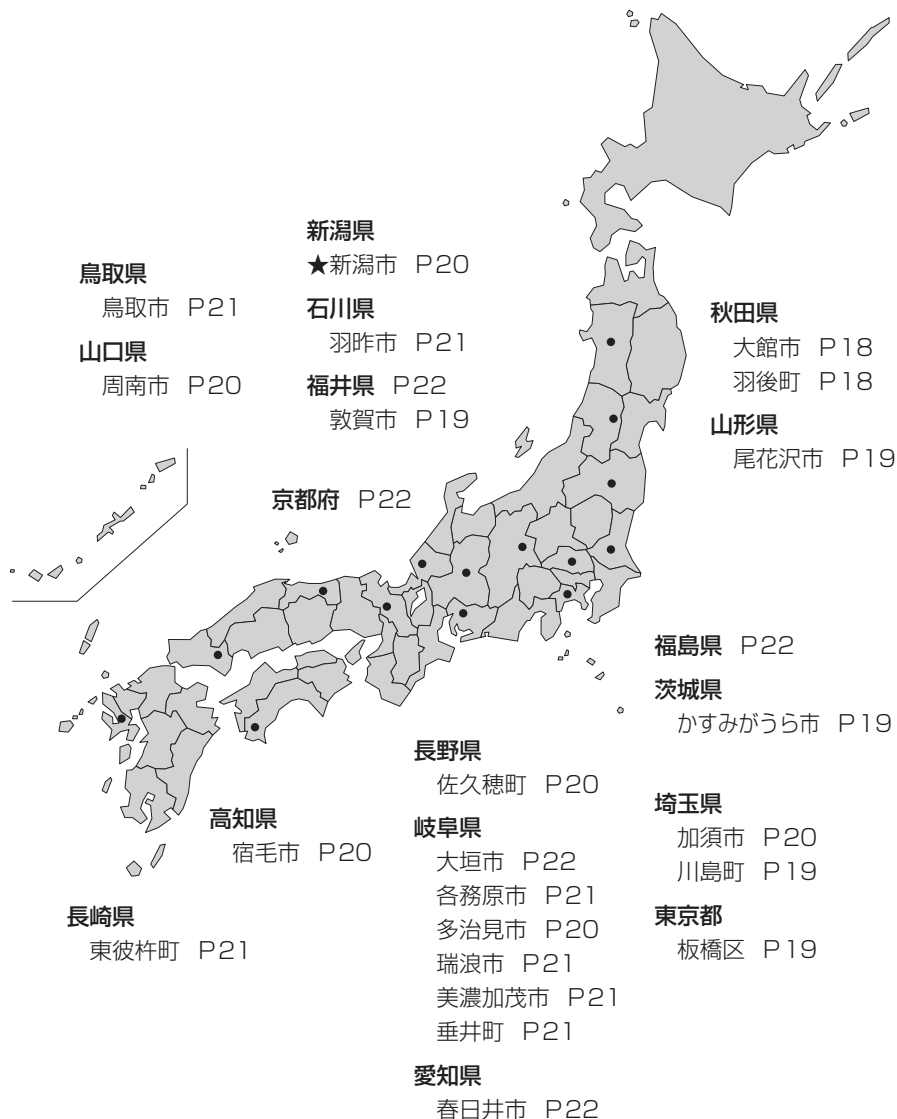 新潟県
★新潟市 P20
石川県
羽昨市 P21
福井県 P22
敦賀市 P19
鳥取県
鳥取市 P21
山口県
周南市 P20
京都府 P22
秋田県
大館市 P18
羽後町 P18
山形県
尾花沢市 P19
福島県 P22
茨城県
かすみがうら市 P19
埼玉県
加須市 P20
川島町 P19
東京都
板橋区 P19
長野県
佐久穂町 P20
岐阜県
大垣市 P22
各務原市 P21
多治見市 P20
瑞浪市 P21
美濃加茂市 P21
垂井町 P21
愛知県
春日井市 P22
高知県
宿毛市 P20
長崎県
東彼杵町 P21